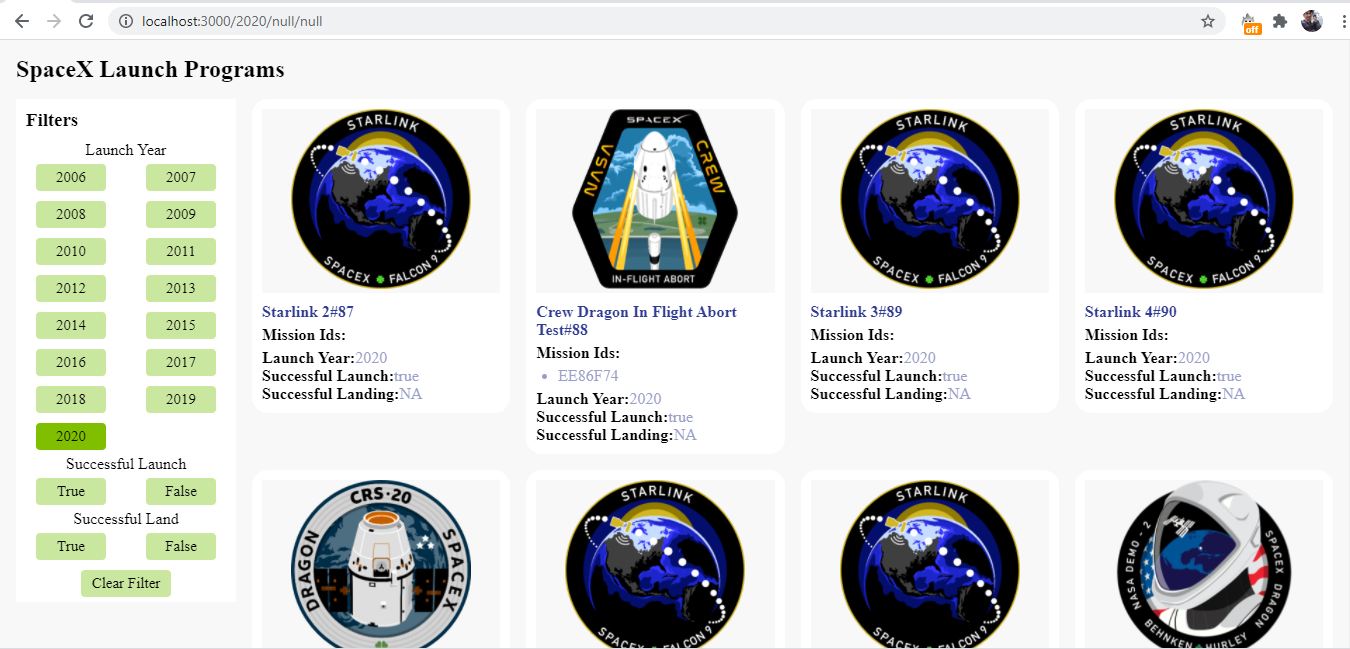 localhost:3000/2020/null/null
off
SpaceX Launch Programs
Filters
Launch Year
2006 2007
2008 2009
2010 2011
2012 2013
2014 2015
2016 2017
2018 2019
2020
Successful Launch
True False
Successful Land
True False
Clear Filter
STARLINK
SPACEX FALCON 9
Starlink 2#87
Mission Ids:
Launch Year:2020
Successful Launch:true
Successful Landing:NA
SPACEX
NASA CREW
IN-FLIGHT ABORT
Crew Dragon In Flight Abort
Test#88
Mission Ids:
• EE86F74
Launch Year:2020
Successful Launch:true
Successful Landing:NA
STARLINK
SPACEX FALCON 9
Starlink 3#89
Mission Ids:
Launch Year:2020
Successful Launch:true
Successful Landing:NA
STARLINK
SPACEX FALCON 9
Starlink 4#90
Mission Ids:
Launch Year:2020
Successful Launch:true
Successful Landing:NA
CRS-20
DRAGON SPACEX
STARLINK
SPACEX FALCON 9
STARLINK
SPACEX FALCON 9
NASA DEMO - 2
SPACEX DRAGON
BEHNKEN HURLEY